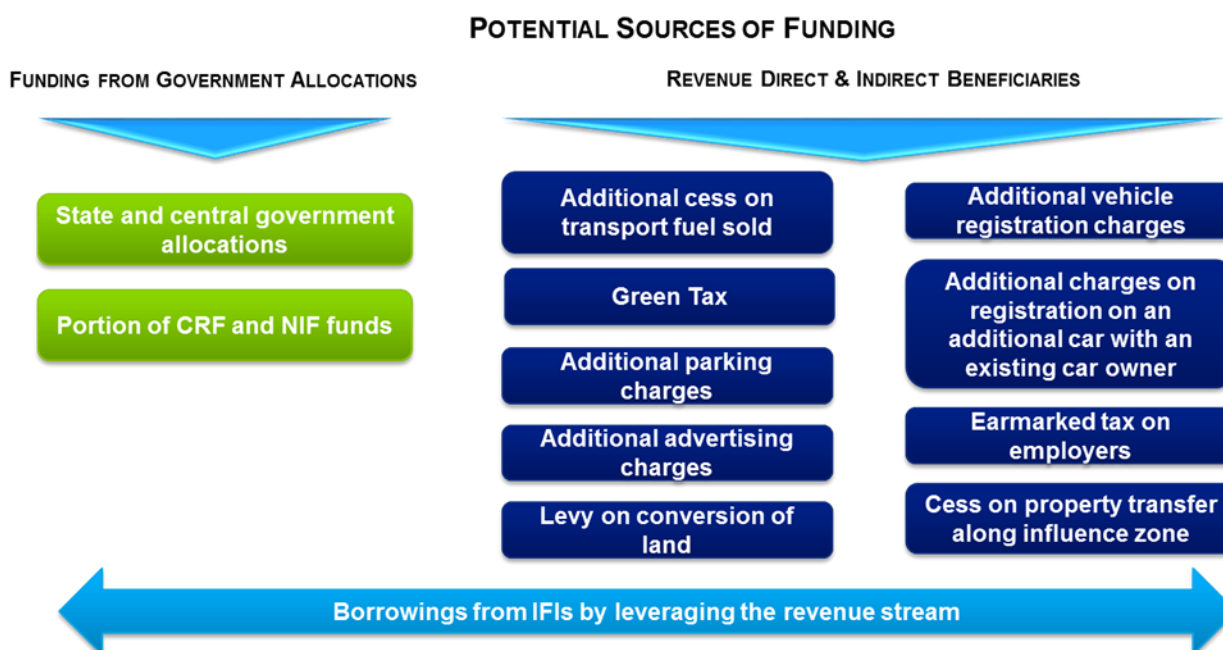 POTENTIAL SOURCES OF FUNDING
FUNDING FROM GOVERNMENT ALLOCATIONS
REVENUE DIRECT & INDIRECT BENEFICIARIES
State and central government
allocations
Portion of CRF and NIF funds
Additional cess on
transport fuel sold
Green Tax
Additional parking
charges
Additional advertising
charges
Levy on conversion of
land
Additional vehicle
registration charges
Additional charges on
registration on an
additional car with an
existing car owner
Earmarked tax on
employers
Cess on property transfer
along influence zone
Borrowings from IFIs by leveraging the revenue stream